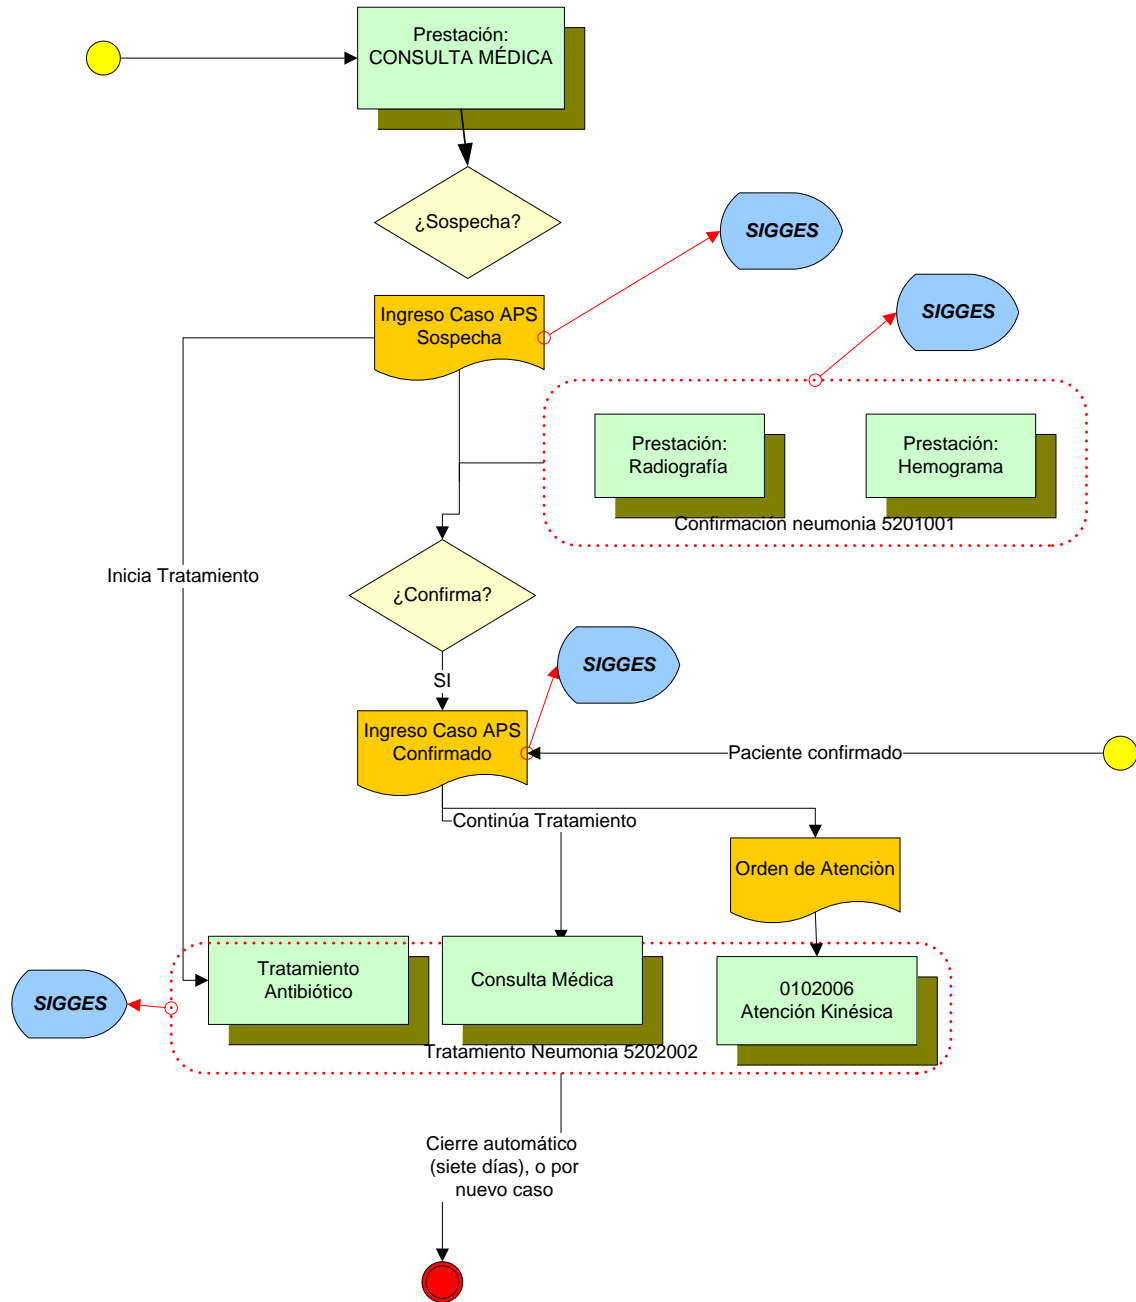 Prestación:
CONSULTA MÉDICA
¿Sospecha?
SIGGES
Ingreso Caso APS
Sospecha
SIGGES
Prestación:
Radiografía
Prestación:
Hemograma
Confirmación neumonia 5201001
Inicia Tratamiento
¿Confirma?
SIGGES
SI
Ingreso Caso APS
Confirmado
Paciente confirmado
Continúa Tratamiento
Orden de Atenciòn
Tratamiento
Antibiótico
Consulta Médica
0102006
Atención Kinésica
SIGGES
Tratamiento Neumonia 5202002
Cierre automático
(siete días), o por
nuevo caso